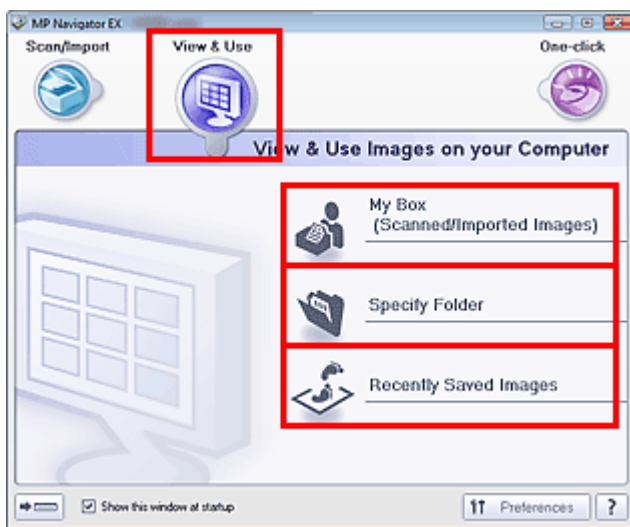 MP Navigator EX
Scan/Import
View & Use
One-click
View & Use Images on your Computer
My Box
(Scanned/Imported Images)
Specify Folder
Recently Saved Images
Show this window at startup
Preferences
?